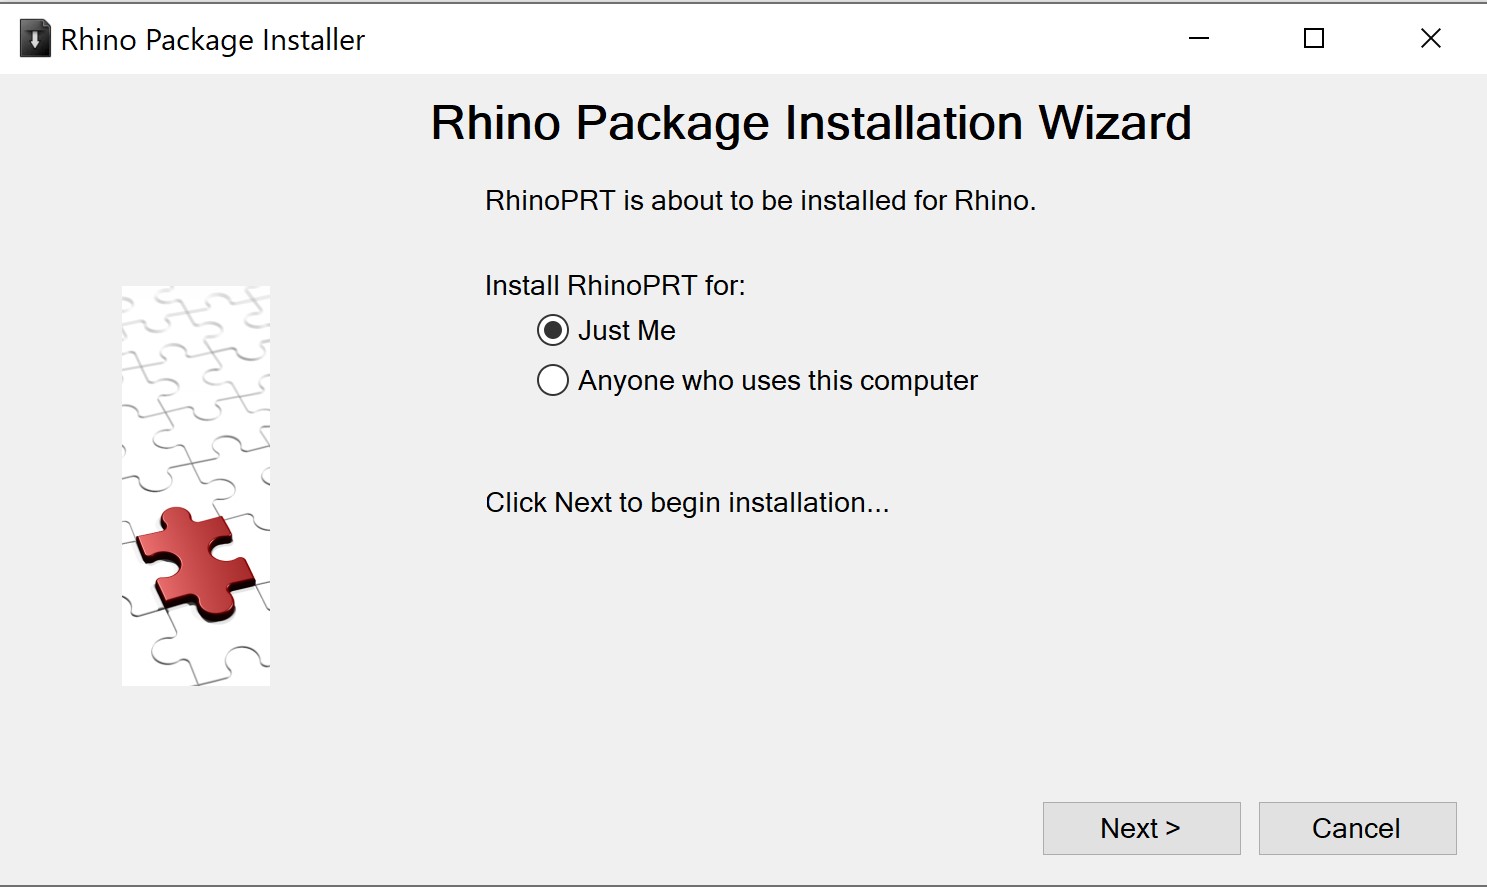 Rhino Package Installer
Rhino Package Installation Wizard
RhinoPRT is about to be installed for Rhino.
Install RhinoPRT for:
Just Me
Anyone who uses this computer
Click Next to begin installation...
Next >
Cancel